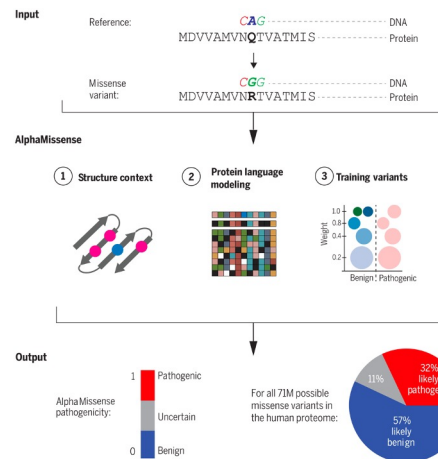 Input
Reference:
CAG
DNA
MDVVAMVNQTVATMIS
Protein
Missense
variant:
CGG
DNA
MDVVAMVNRTVATMIS
Protein
AlphaMissense
1 Structure context
2 Protein language
modeling
3 Training variants
Weight
1.0
0.8
0.4
0.2
Benign
Pathogenic
Output
AlphaMissense
pathogenicity:
1
0
Pathogenic
Uncertain
Benign
For all 71M possible
missense variants in
the human proteome:
11%
32%
likely
pathoge
57%
likely
benign